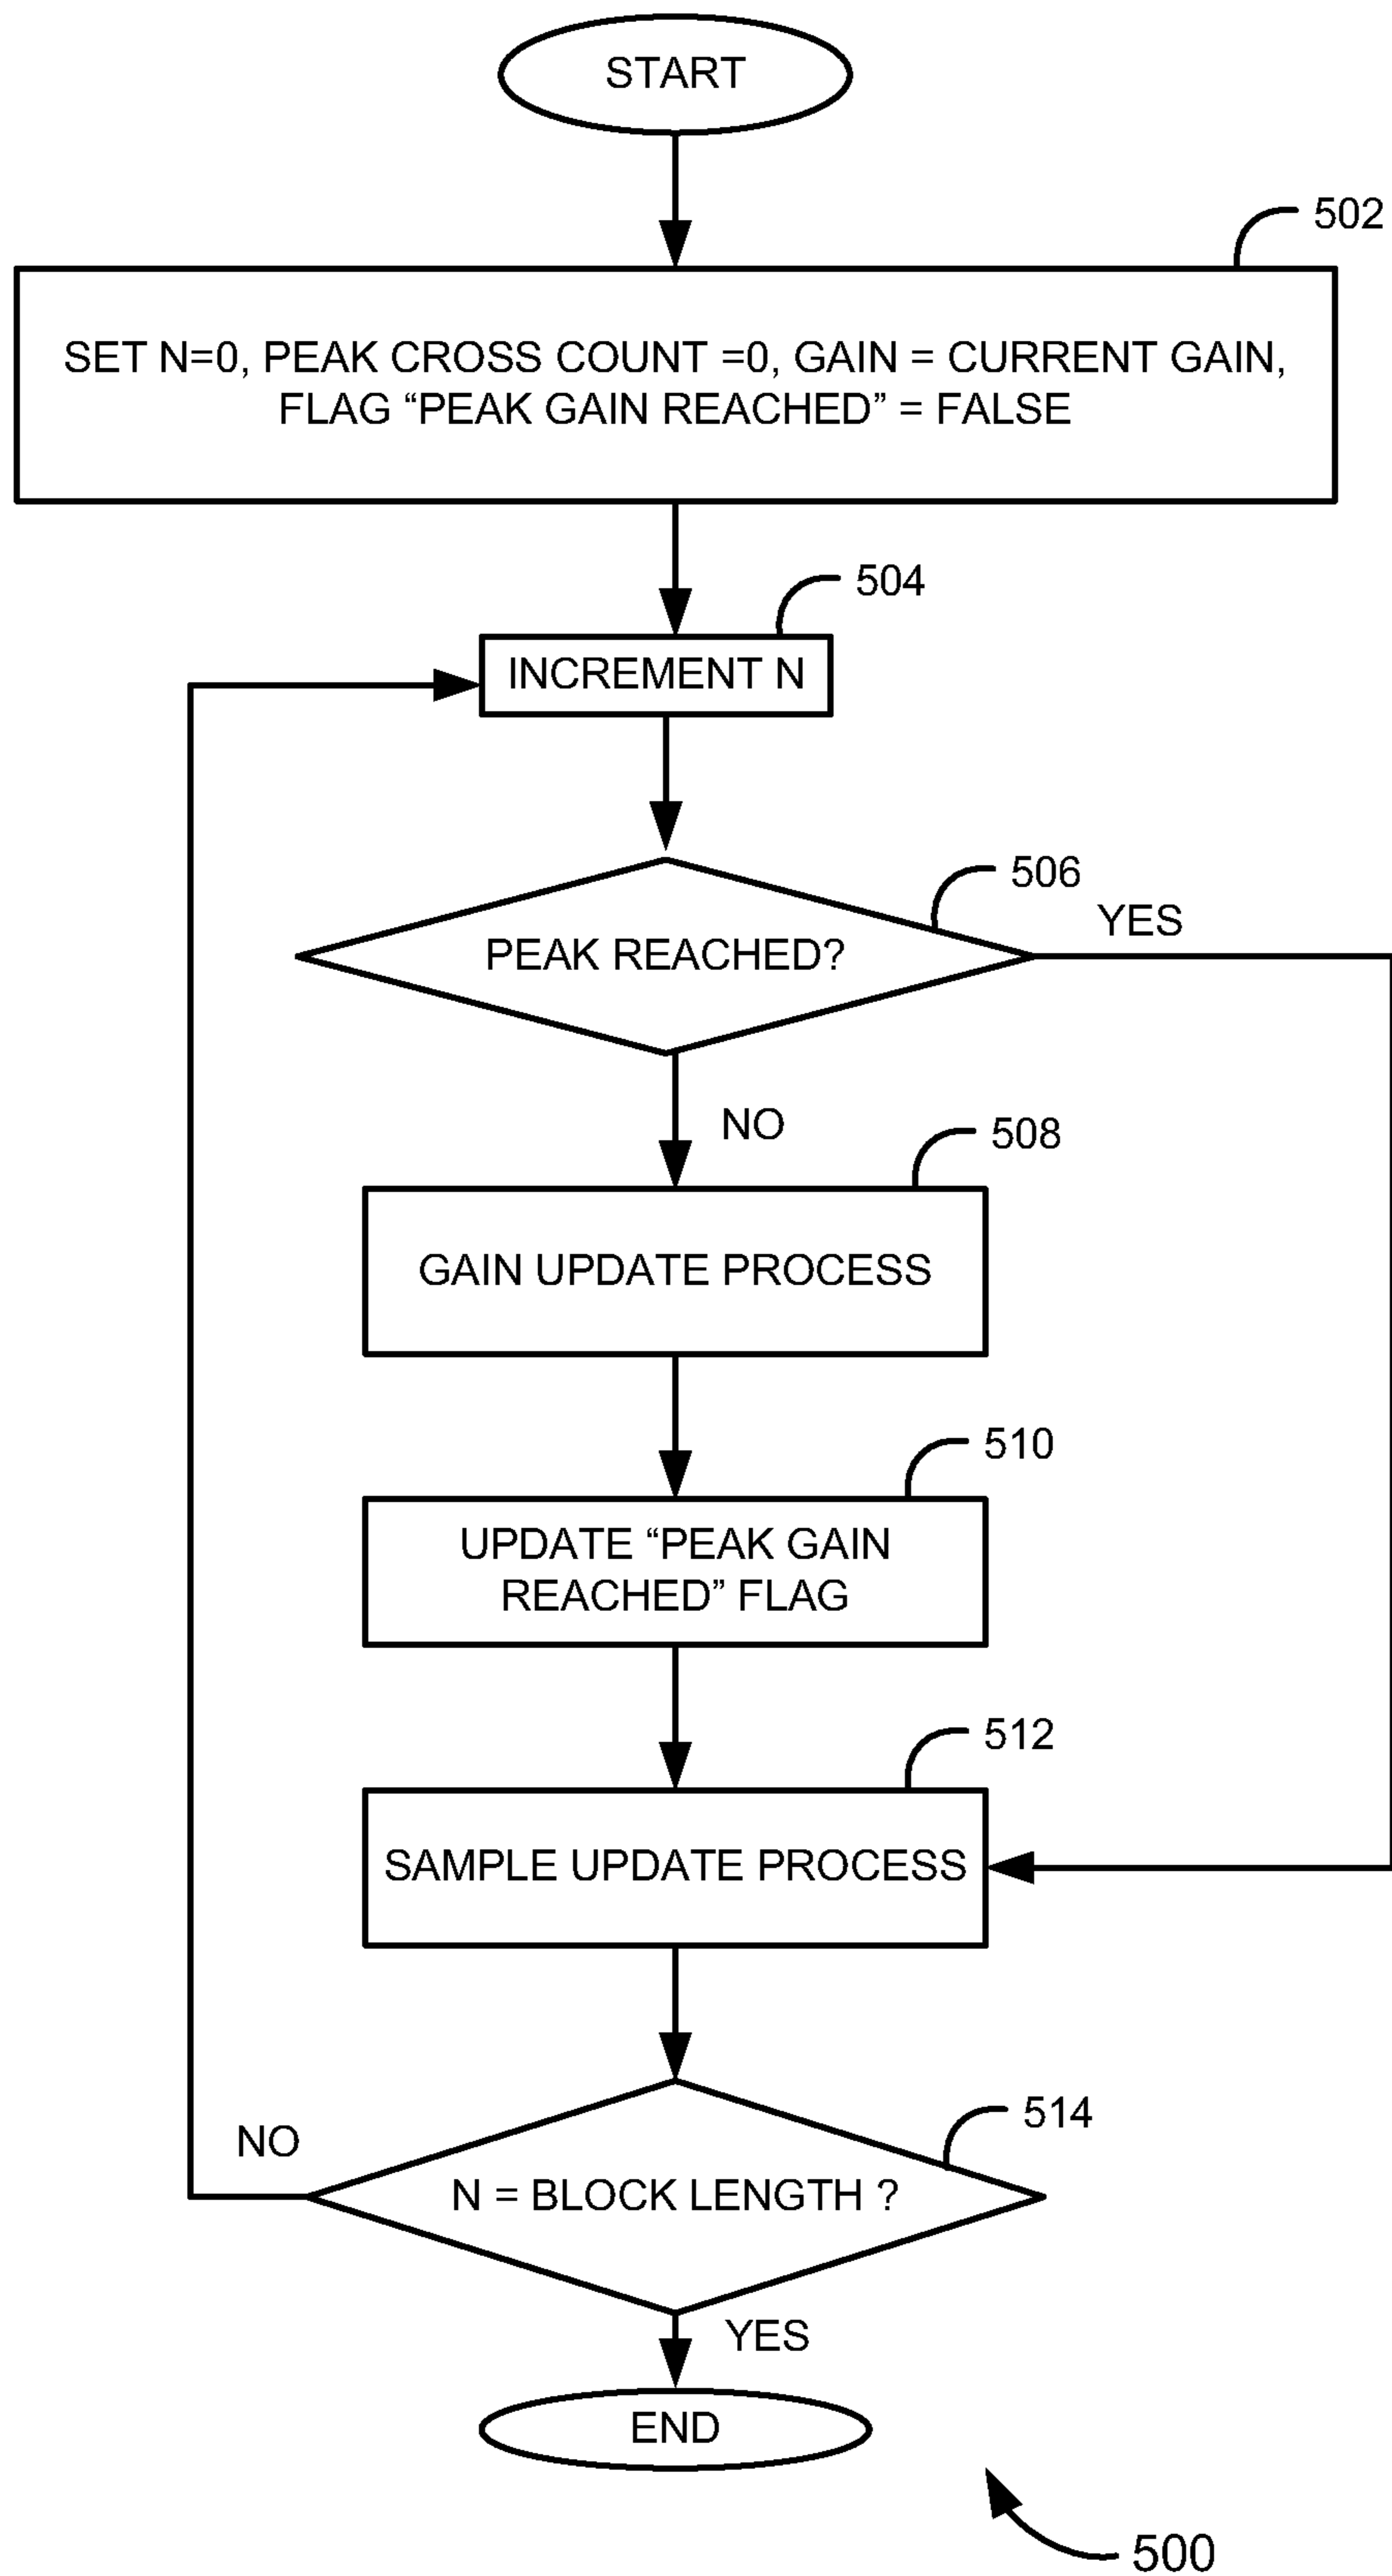 START
502
SET N=0, PEAK CROSS COUNT =0, GAIN = CURRENT GAIN,
FLAG “PEAK GAIN REACHED” = FALSE
504
INCREMENT N
506
YES
PEAK REACHED?
NO
508
GAIN UPDATE PROCESS
510
UPDATE “PEAK GAIN
REACHED” FLAG
512
SAMPLE UPDATE PROCESS
514
NO
N = BLOCK LENGTH ?
YES
END
500